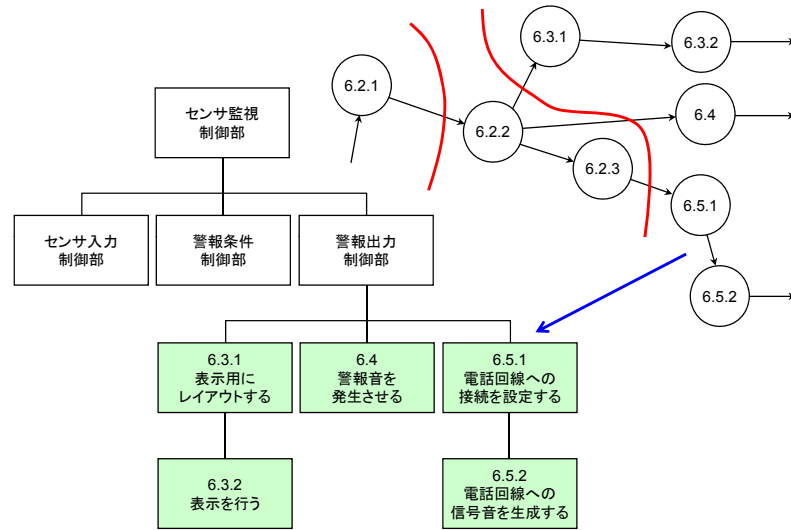 6.3.1
6.3.2
6.2.1
6.4
6.2.2
6.2.3
6.5.1
6.5.2
センサ監視
制御部
センサ入力
制御部
警報条件
制御部
警報出力
制御部
6.3.1
表示用に
レイアウトする
6.4
警報音を
発生させる
6.5.1
電話回線への
接続を設定する
6.3.2
表示を行う
6.5.2
電話回線への
信号音を生成する